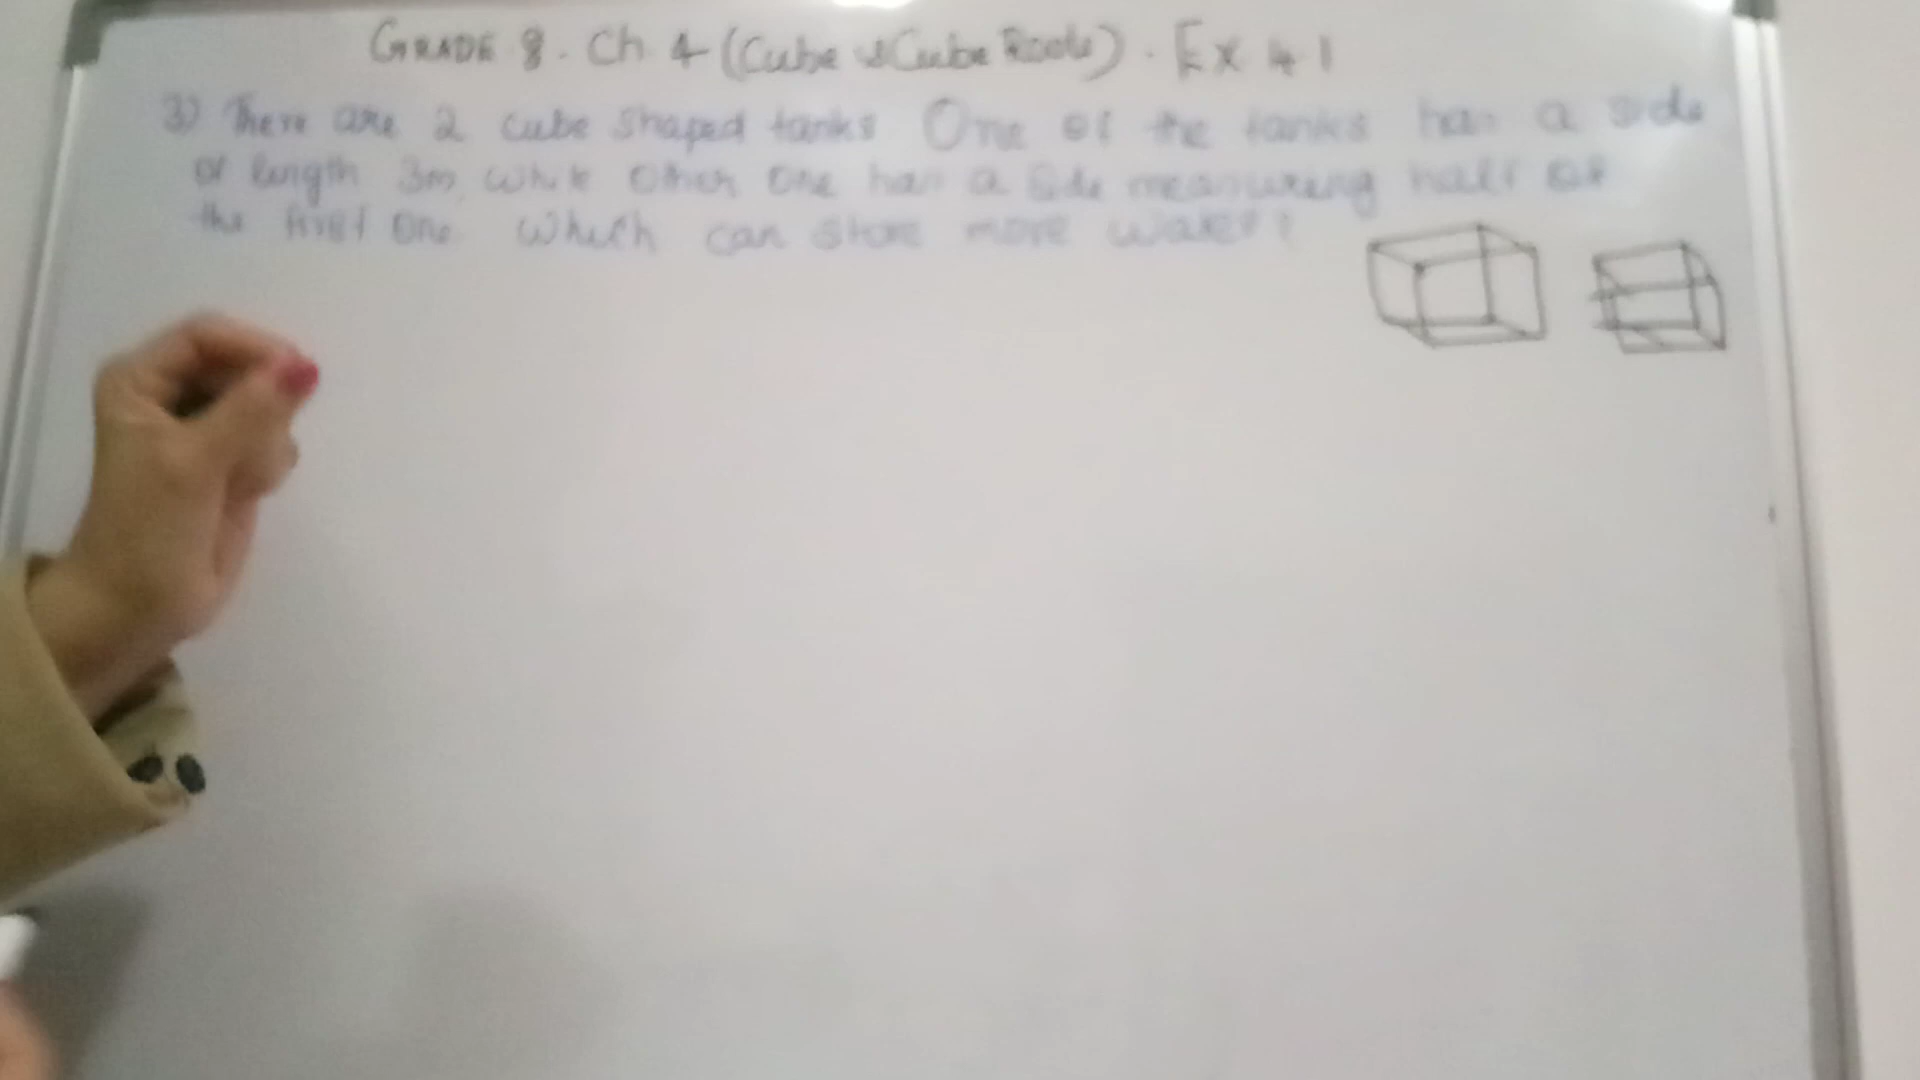 GRADE 8. Ch 4 (Cube & Cube Roots). Ex 4 1
3) There are 2 cube shaped tanks One of the tanks has a side
of length 3m, while other one has a side measuring half of
the first one. Which can store more water?